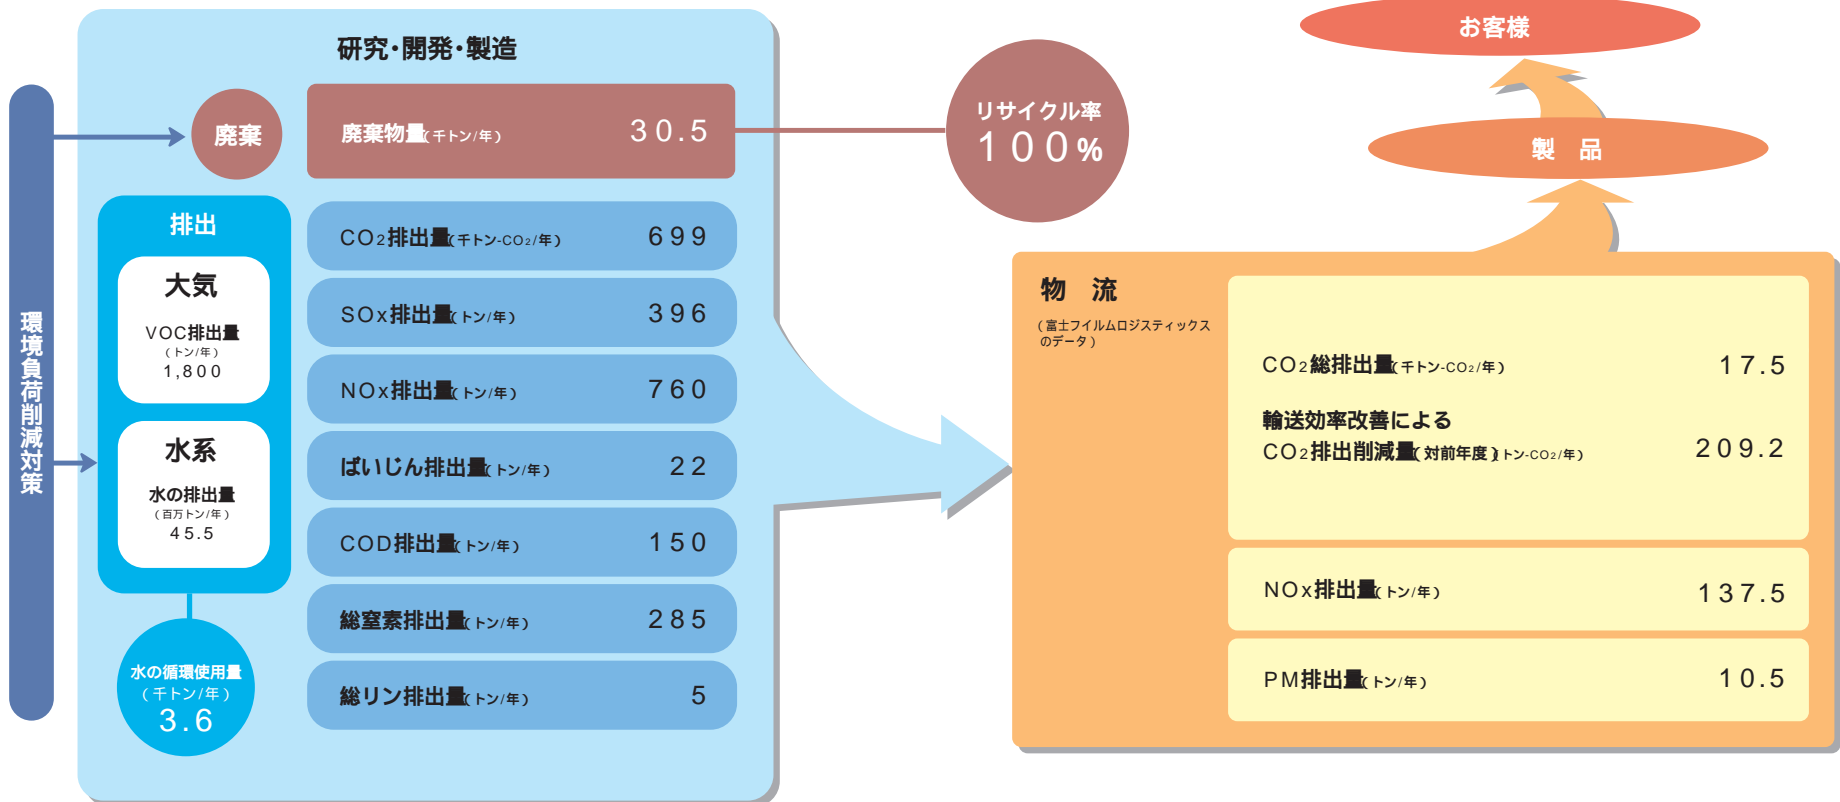 環境負荷削減対策
研究・開発・製造
廃棄
廃棄物量(千トン/年) 30.5
リサイクル率
100%
排出
大気
VOC排出量
(トン/年)
1,800
水系
水の排出量
(百万トン/年)
45.5
水の循環使用量
(千トン/年)
3.6
CO2排出量(千トン-CO2/年) 699
SOx排出量(トン/年) 396
NOx排出量(トン/年) 760
ばいじん排出量(トン/年) 22
COD排出量(トン/年) 150
総窒素排出量(トン/年) 285
総リン排出量(トン/年) 5
お客様
製 品
物 流
(富士フイルムロジスティックス
のデータ)
CO2総排出量(千トン-CO2/年) 17.5
輸送効率改善による
CO2排出削減量(対前年度)(トン-CO2/年) 209.2
NOx排出量(トン/年) 137.5
PM排出量(トン/年) 10.5